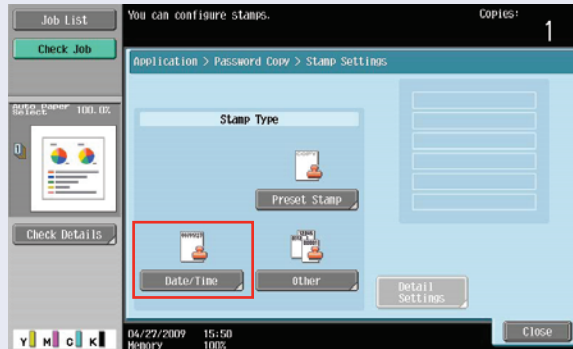 Job List
You can configure stamps.
Copies:
1
Check Job
Application > Password Copy > Stamp Settings
Auto Paper Select
100.0%
Stamp Type
Preset Stamp
Check Details
Date/Time
Other
Detail Settings
Close
Y M C K
04/27/2009 15:50
Memory 100%